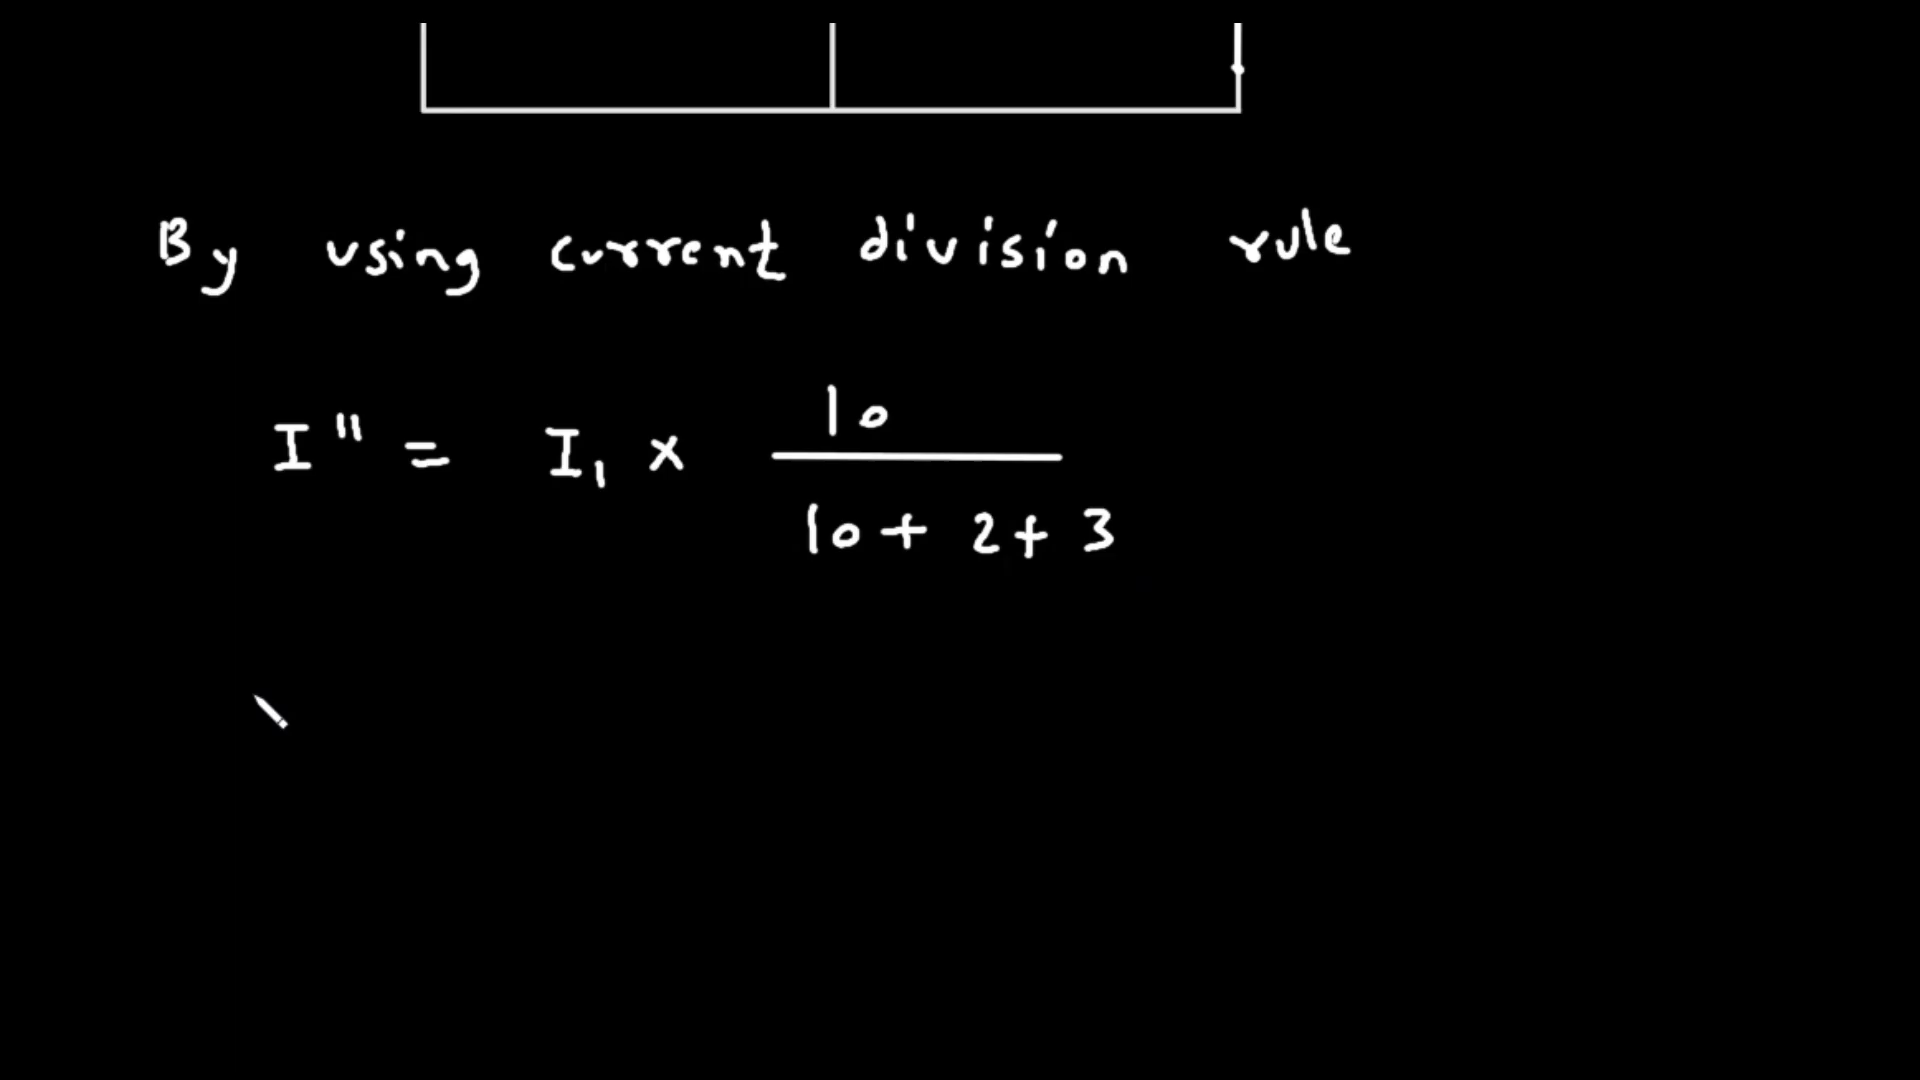 By using current division rule
I" = I₁ × 10
10 + 2 + 3